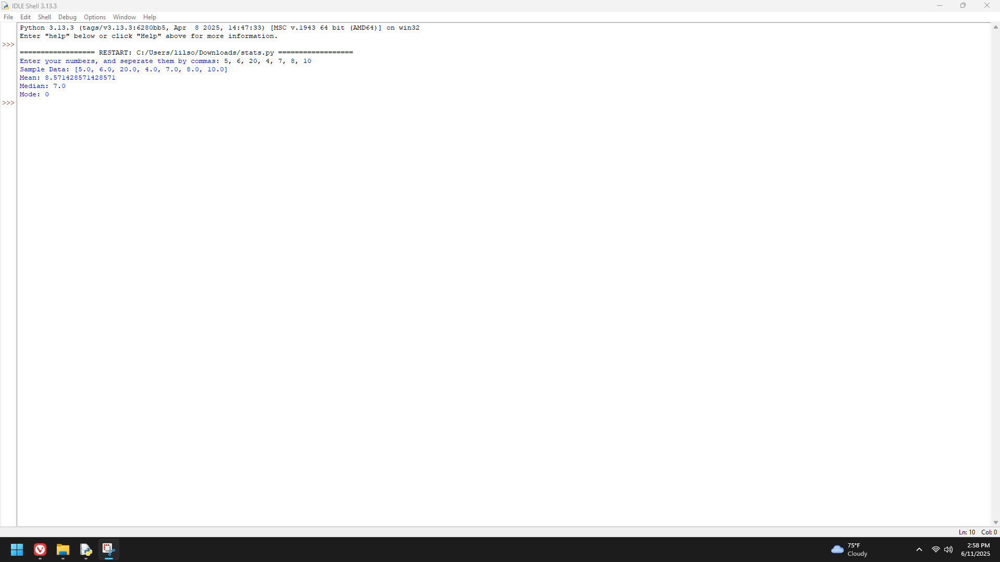 IDLE Shell 3.13.3
File Edit Shell Debug Options Window Help
Python 3.13.3 (tags/v3.13.3:6280bb5, Apr  8 2025, 14:47:33) [MSC v.1943 64 bit (AMD64)] on win32
Enter "help" below or click "Help" above for more information.
>>>
================== RESTART: C:/Users/lilso/Downloads/stats.py ==================
Enter your numbers, and seperate them by commas: 5, 6, 20, 4, 7, 8, 10
Sample Data: [5.0, 6.0, 20.0, 4.0, 7.0, 8.0, 10.0]
Mean: 8.571428571428571
Median: 7.0
Mode: 0
>>>
Ln: 10 Col: 0
75°F
Cloudy
2:58 PM
6/11/2025